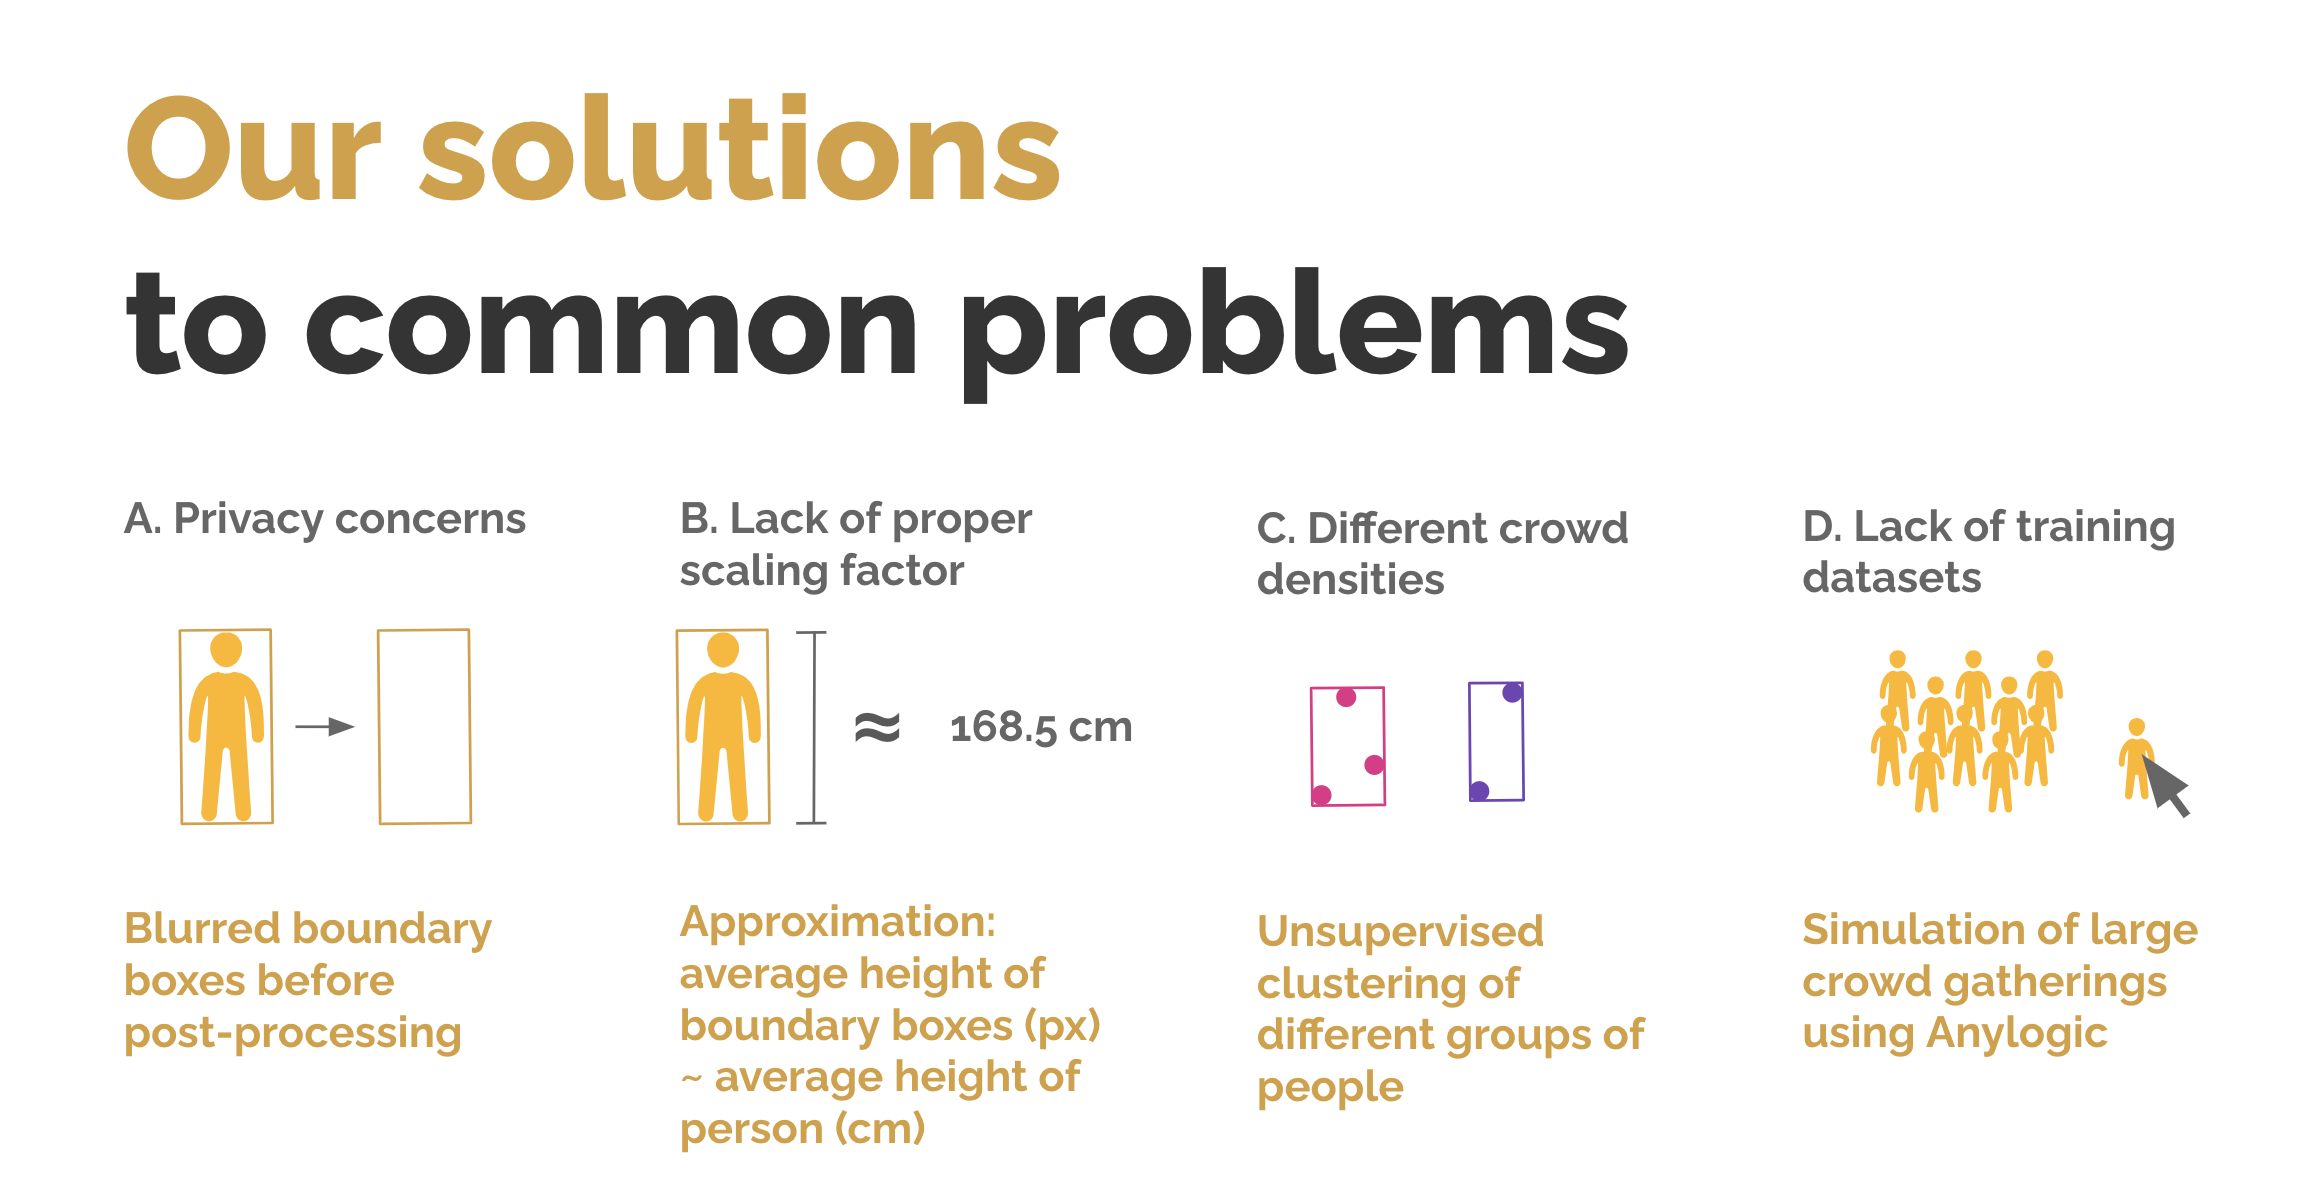 Our solutions
to common problems
A. Privacy concerns
Blurred boundary
boxes before
post-processing
B. Lack of proper
scaling factor
≈ 168.5 cm
Approximation:
average height of
boundary boxes (px)
~ average height of
person (cm)
C. Different crowd
densities
Unsupervised
clustering of
different groups of
people
D. Lack of training
datasets
Simulation of large
crowd gatherings
using Anylogic